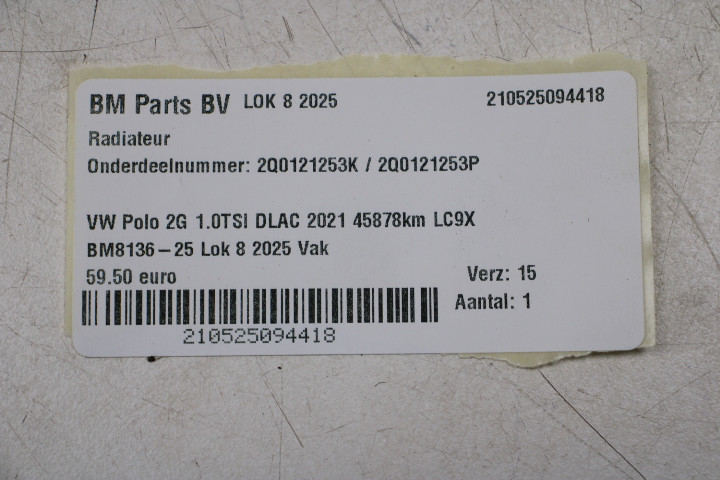 BM Parts BV LOK 8 2025 210525094418
Radiateur
Onderdeelnummer: 2Q0121253K / 2Q0121253P
VW Polo 2G 1.0TSI DLAC 2021 45878km LC9X
BM8136-25 Lok 8 2025 Vak
59.50 euro Verz: 15
Aantal: 1
210525094418